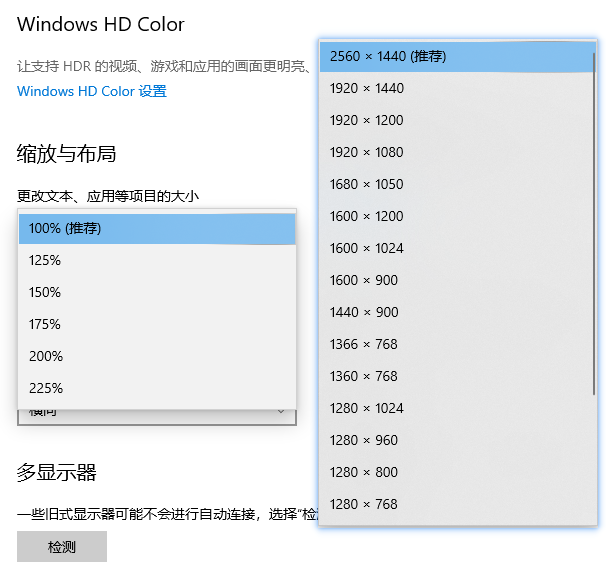 Windows HD Color
让支持 HDR 的视频、游戏和应用的画面更明亮、
Windows HD Color 设置
缩放与布局
更改文本、应用等项目的大小
100% (推荐)
125%
150%
175%
200%
225%
横向
多显示器
一些旧式显示器可能不会进行自动连接，选择"检
检测
2560 × 1440 (推荐)
1920 × 1440
1920 × 1200
1920 × 1080
1680 × 1050
1600 × 1200
1600 × 1024
1600 × 900
1440 × 900
1366 × 768
1360 × 768
1280 × 1024
1280 × 960
1280 × 800
1280 × 768